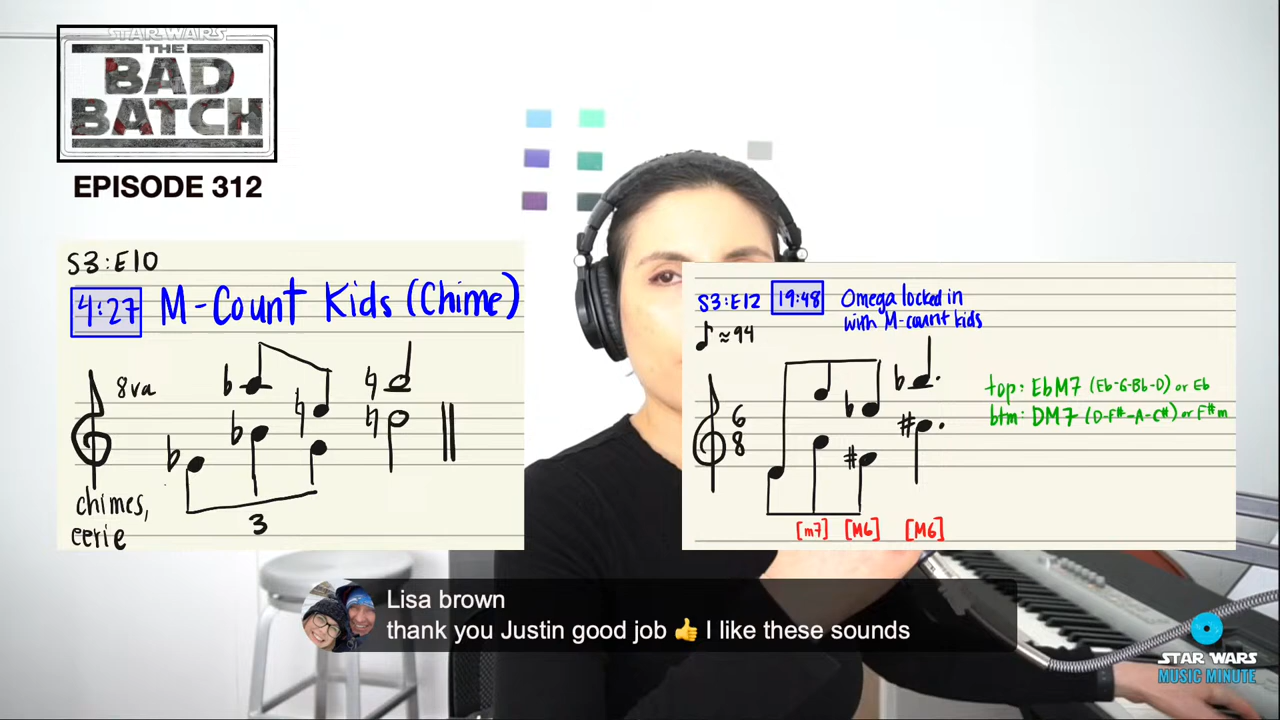 STAR WARS
THE
BAD
BATCH
EPISODE 312
S3:E10
4:27 M-Count Kids (Chime)
8va
chimes,
eerie
3
S3:E12 19:48 Omega locked in
with M-count kids
♪≈94
6
8
top: EbM7 (Eb-G-Bb-D) or Eb
btm: DM7 (D-F#-A-C#) or F#m
[m7] [M6] [M6]
Lisa brown
thank you Justin good job 👍 I like these sounds
STAR WARS
MUSIC MINUTE